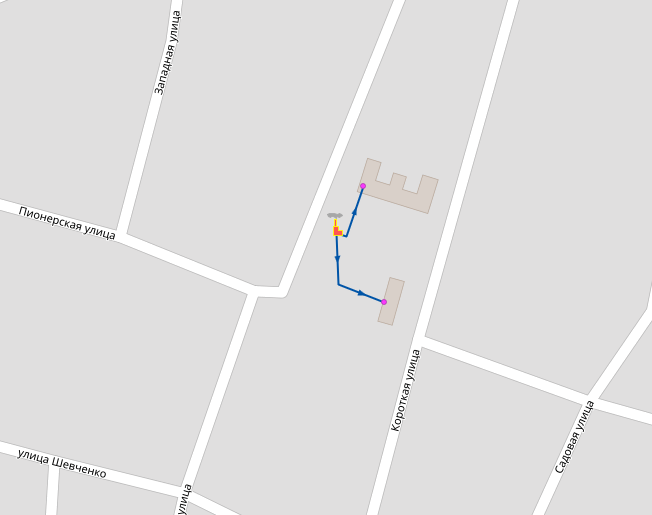 Западная улица
Пионерская улица
Короткая улица
Садовая улица
улица Шевченко
улица